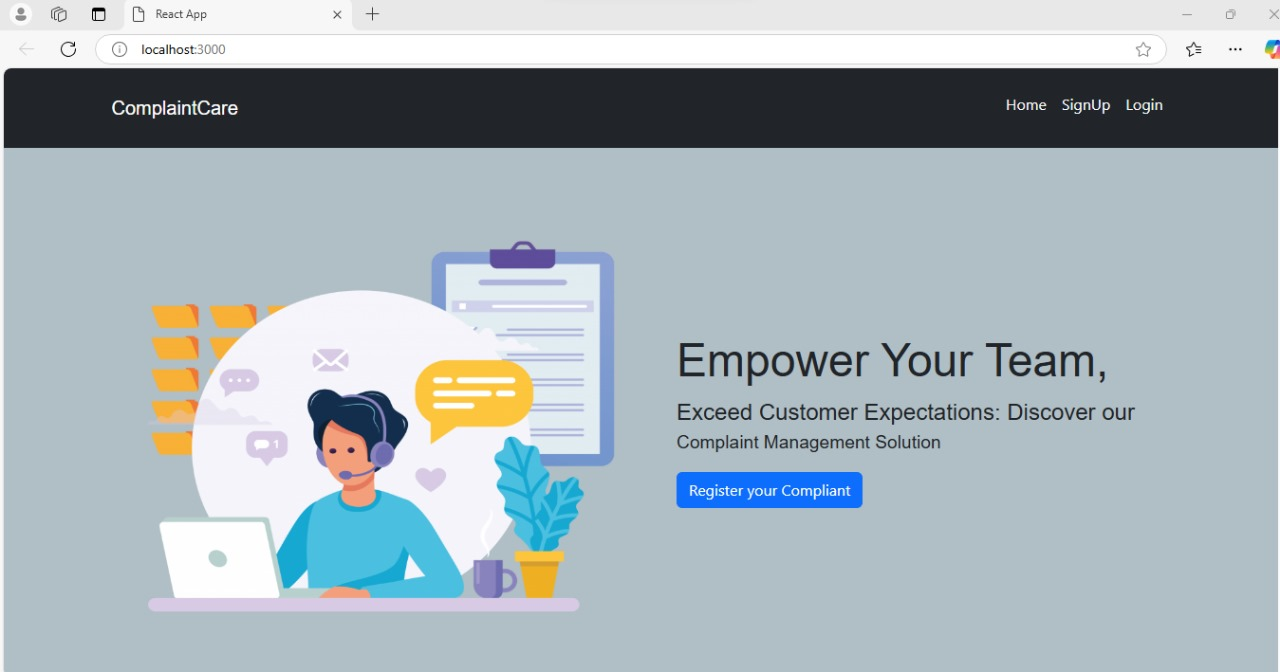 React App
localhost:3000
ComplaintCare
Home SignUp Login
1
Empower Your Team,
Exceed Customer Expectations: Discover our
Complaint Management Solution
Register your Compliant